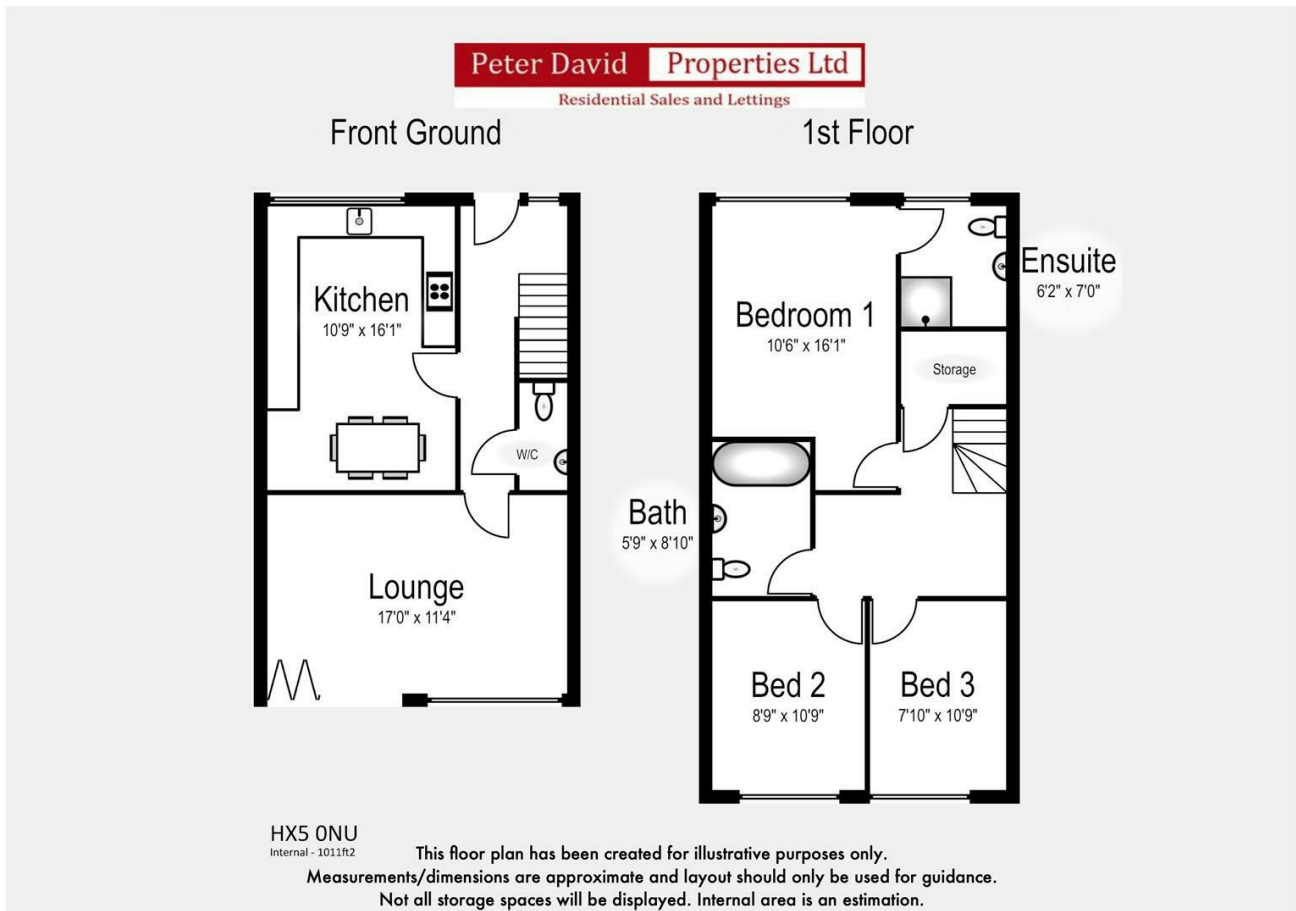 Peter David Properties Ltd
Residential Sales and Lettings
Front Ground
1st Floor
Kitchen
10'9" x 16'1"
W/C
Lounge
17'0" x 11'4"
Bedroom 1
10'6" x 16'1"
Ensuite
6'2" x 7'0"
Storage
Bath
5'9" x 8'10"
Bed 2
8'9" x 10'9"
Bed 3
7'10" x 10'9"
HX5 0NU
Internal - 1011ft2
This floor plan has been created for illustrative purposes only.
Measurements/dimensions are approximate and layout should only be used for guidance.
Not all storage spaces will be displayed. Internal area is an estimation.